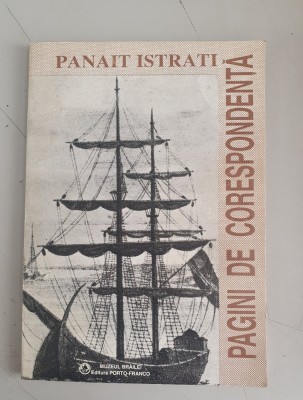 PANAIT ISTRATI
PAGINI DE CORESPONDENȚĂ
MUZEUL BRĂILEI
Editura PORTO-FRANCO